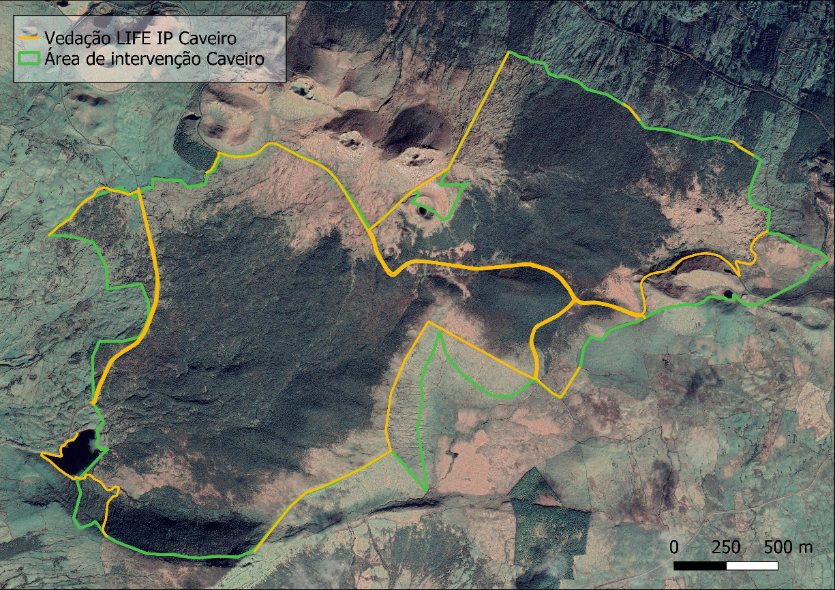 Vedação LIFE IP Caveiro
Área de intervenção Caveiro
0 250 500 m